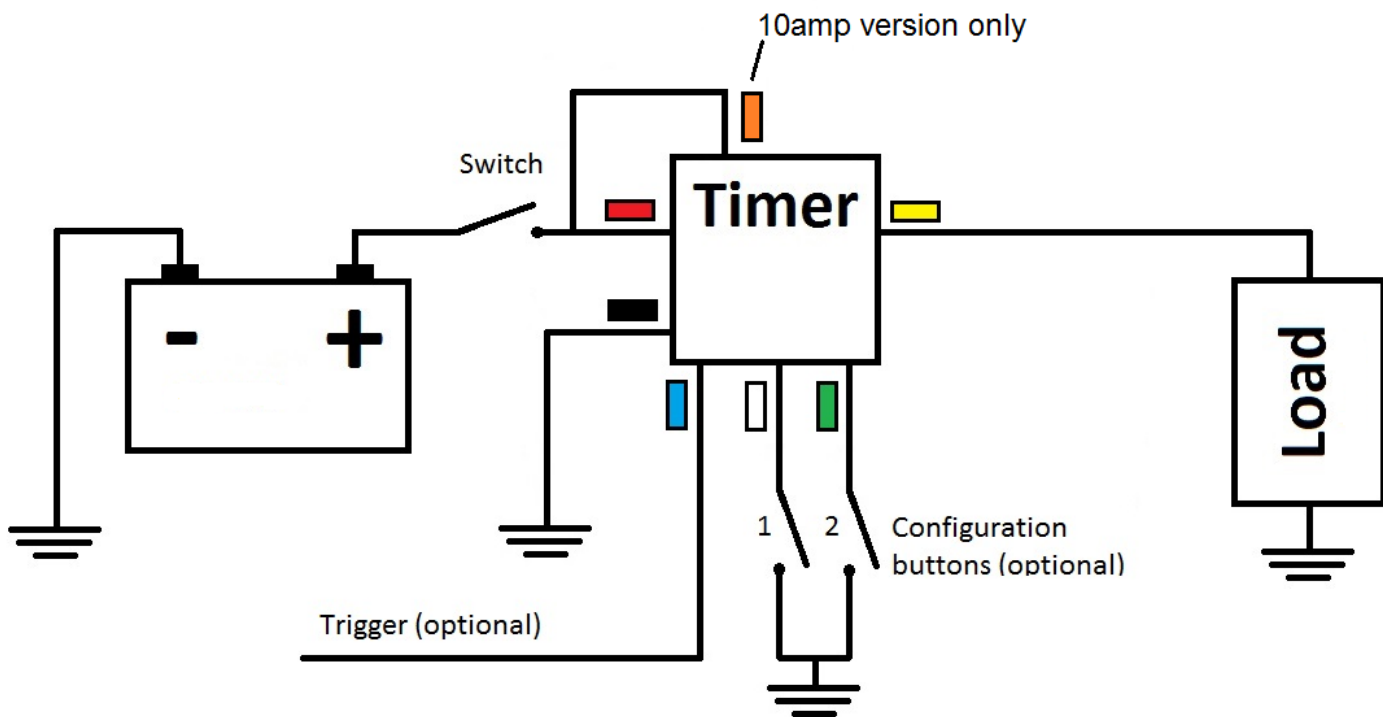 10amp version only
Switch
Timer
- +
Load
1 2 Configuration
buttons (optional)
Trigger (optional)